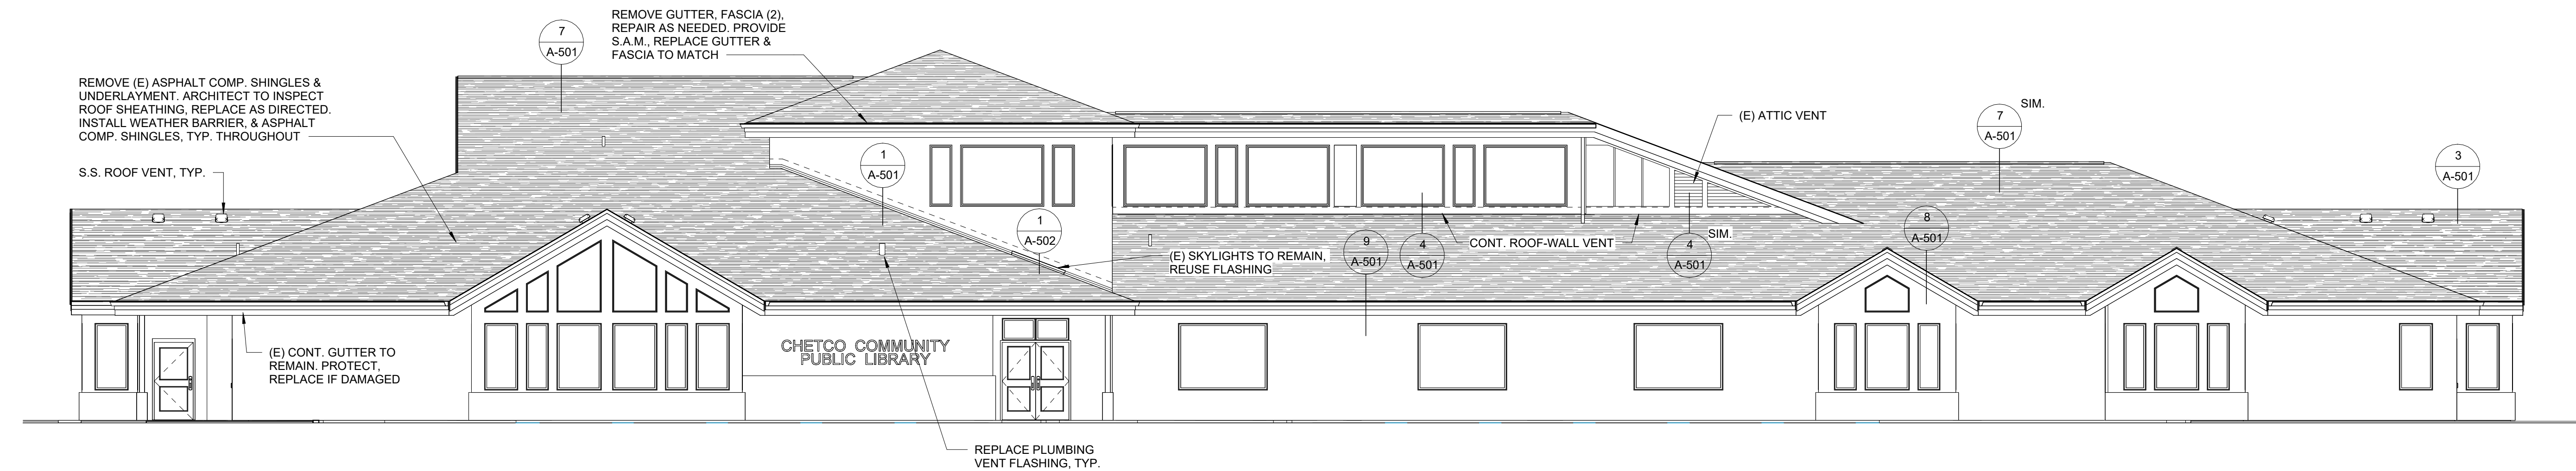 REMOVE GUTTER, FASCIA (2),
REPAIR AS NEEDED. PROVIDE
S.A.M., REPLACE GUTTER &
FASCIA TO MATCH
7
A-501
REMOVE (E) ASPHALT COMP. SHINGLES &
UNDERLAYMENT. ARCHITECT TO INSPECT
ROOF SHEATHING, REPLACE AS DIRECTED.
INSTALL WEATHER BARRIER, & ASPHALT
COMP. SHINGLES, TYP. THROUGHOUT
S.S. ROOF VENT, TYP.
1
A-501
1
A-502
(E) SKYLIGHTS TO REMAIN,
REUSE FLASHING
9
A-501
4
A-501
CONT. ROOF-WALL VENT
SIM.
4
A-501
(E) ATTIC VENT
SIM.
7
A-501
8
A-501
3
A-501
(E) CONT. GUTTER TO
REMAIN. PROTECT,
REPLACE IF DAMAGED
CHETCO COMMUNITY
PUBLIC LIBRARY
REPLACE PLUMBING
VENT FLASHING, TYP.